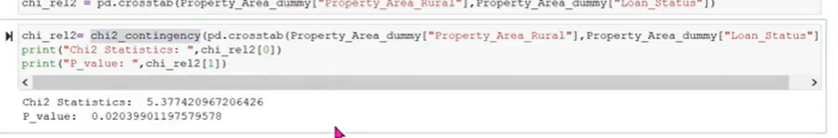 chi_rel2 = pd.crosstab(Property_Area_dummy["Property_Area_Rural"],Property_Area_dummy["Loan_Status"])
chi_rel2= chi2_contingency(pd.crosstab(Property_Area_dummy["Property_Area_Rural"],Property_Area_dummy["Loan_Status"]
print("Chi2 Statistics: ",chi_rel2[0])
print("P_value: ",chi_rel2[1])
Chi2 Statistics:  5.377420967206426
P_value:  0.02039901197579578